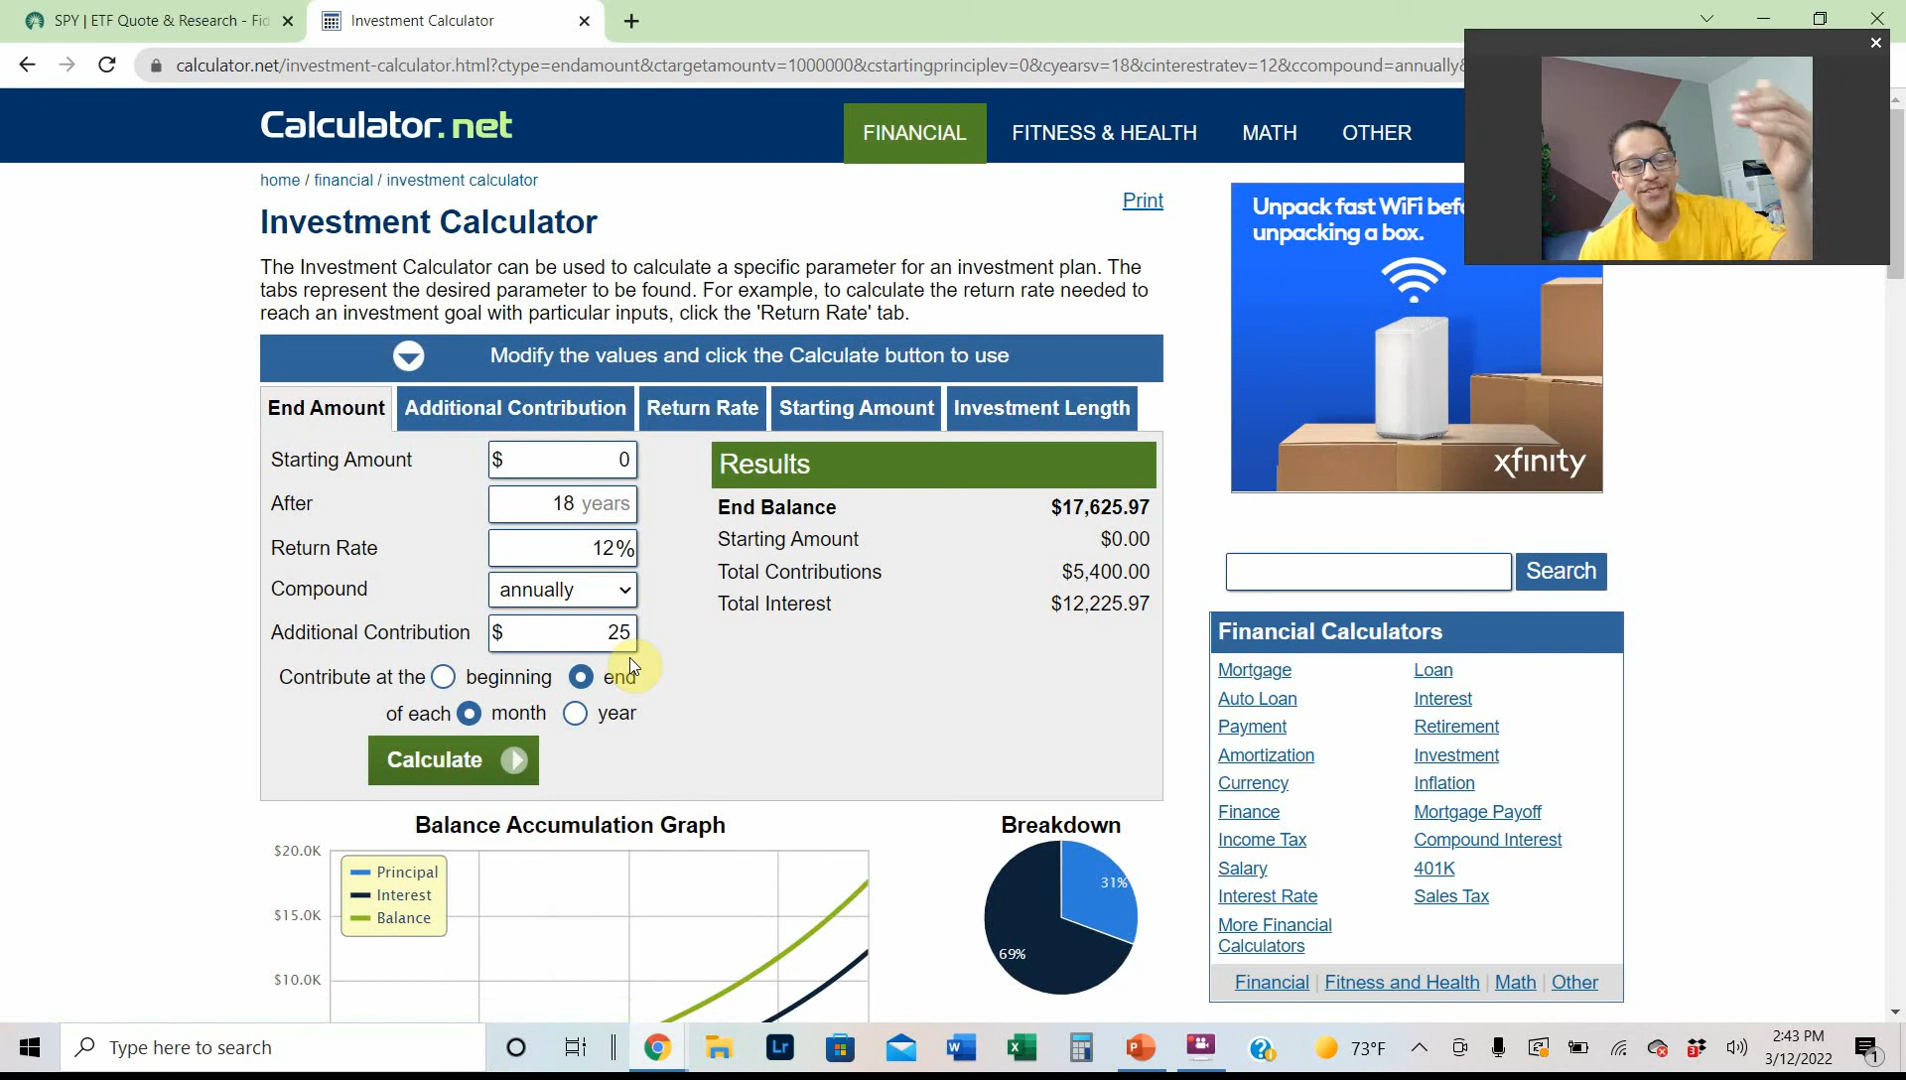 SPY | ETF Quote & Research - Fid
Investment Calculator
calculator.net/investment-calculator.html?ctype=endamount&ctargetamountv=1000000&cstartingprinciplev=0&cyearsv=18&cinterestratev=12&ccompound=annually&
Calculator.net
FINANCIAL
FITNESS & HEALTH
MATH
OTHER
home / financial / investment calculator
Print
Investment Calculator
The Investment Calculator can be used to calculate a specific parameter for an investment plan. The
tabs represent the desired parameter to be found. For example, to calculate the return rate needed to
reach an investment goal with particular inputs, click the 'Return Rate' tab.
Unpack fast WiFi befo
unpacking a box.
xfinity
Modify the values and click the Calculate button to use
End Amount
Additional Contribution
Return Rate
Starting Amount
Investment Length
Starting Amount $ 0
After 18 years
Return Rate 12%
Compound annually
Additional Contribution $ 25
Contribute at the beginning end
of each month year
Calculate
Results
End Balance $17,625.97
Starting Amount $0.00
Total Contributions $5,400.00
Total Interest $12,225.97
Search
Financial Calculators
Mortgage Loan
Auto Loan Interest
Payment Retirement
Amortization Investment
Currency Inflation
Finance Mortgage Payoff
Income Tax Compound Interest
Salary 401K
Interest Rate Sales Tax
More Financial
Calculators
Financial Fitness and Health Math Other
Balance Accumulation Graph
$20.0K
$15.0K
$10.0K
Principal
Interest
Balance
Breakdown
31%
69%
Type here to search
Lr
73°F
3
2:43 PM
3/12/2022
1